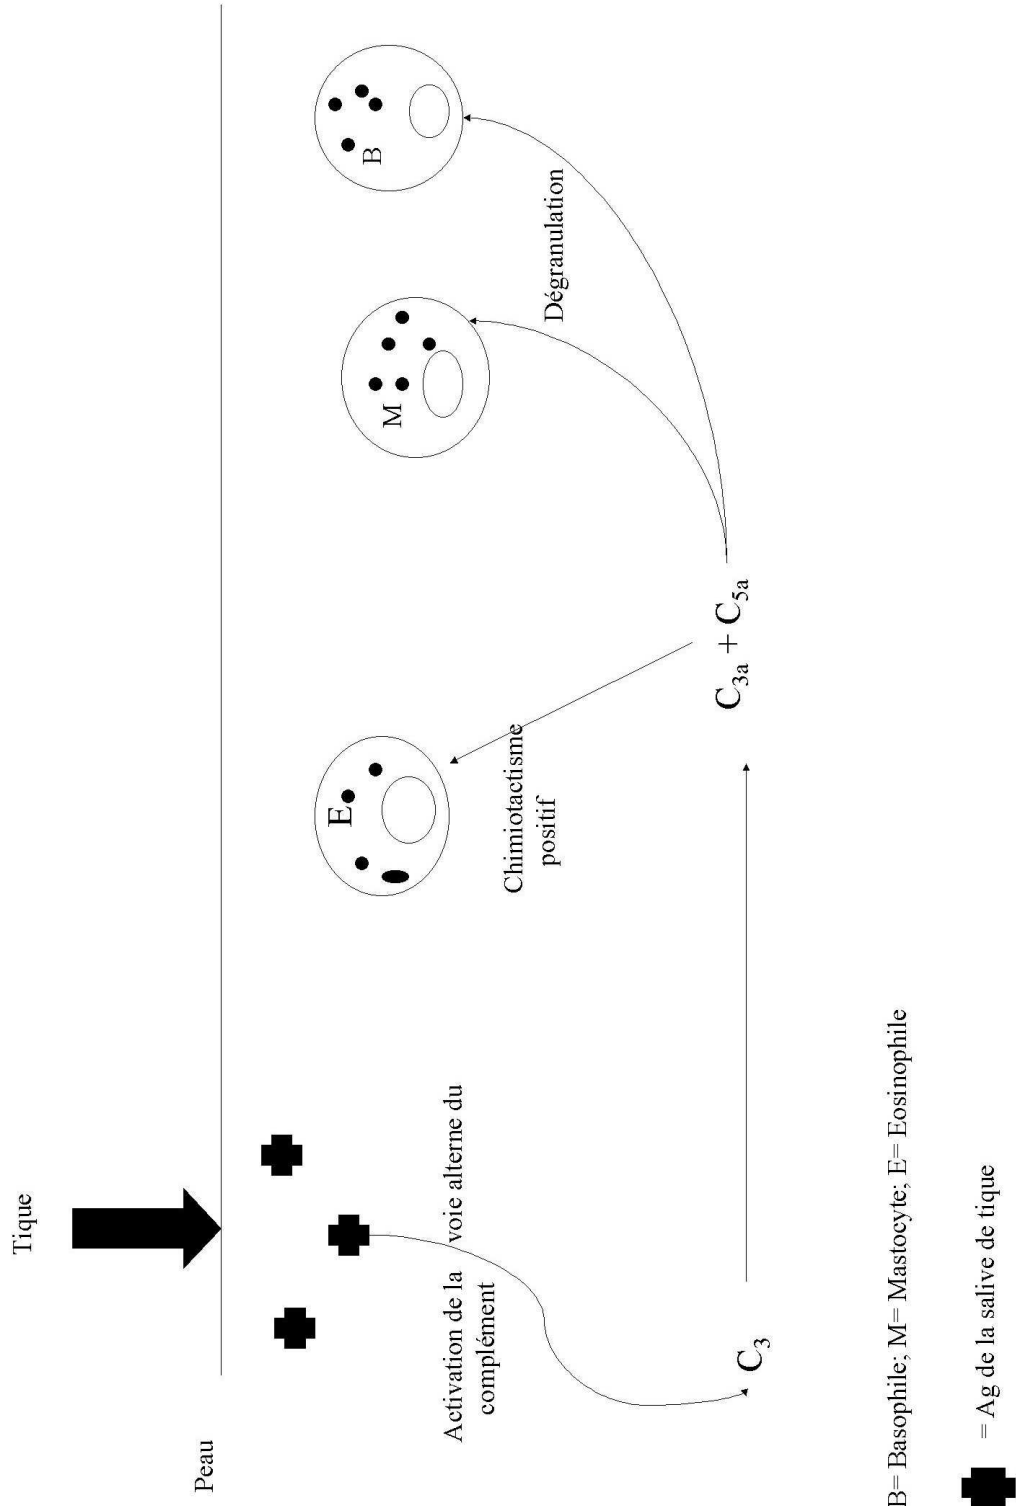 Tique
Peau
Activation de la voie alterne du
complément
E
M
B
Chimiotactisme
positif
Dégranulation
C3
C3a + C5a
B= Basophile; M= Mastocyte; E= Eosinophile
= Ag de la salive de tique